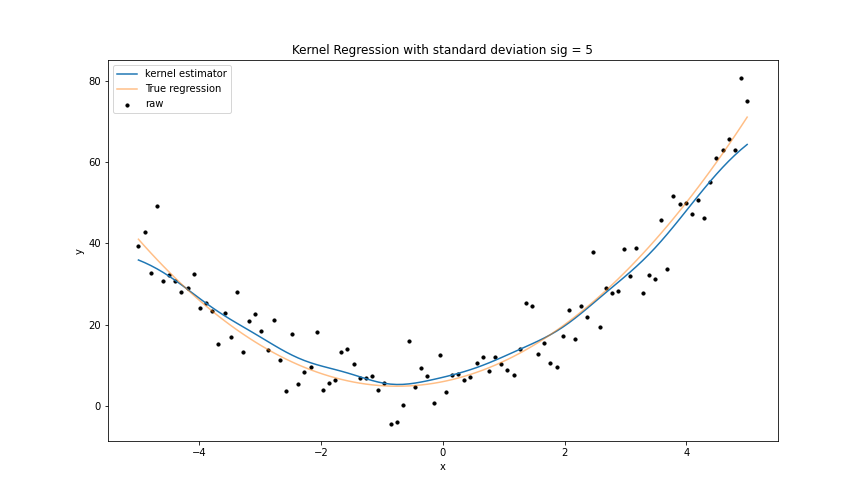 Kernel Regression with standard deviation sig = 5
kernel estimator
True regression
raw
80
60
40
20
0
y
−4
−2
0
2
4
x